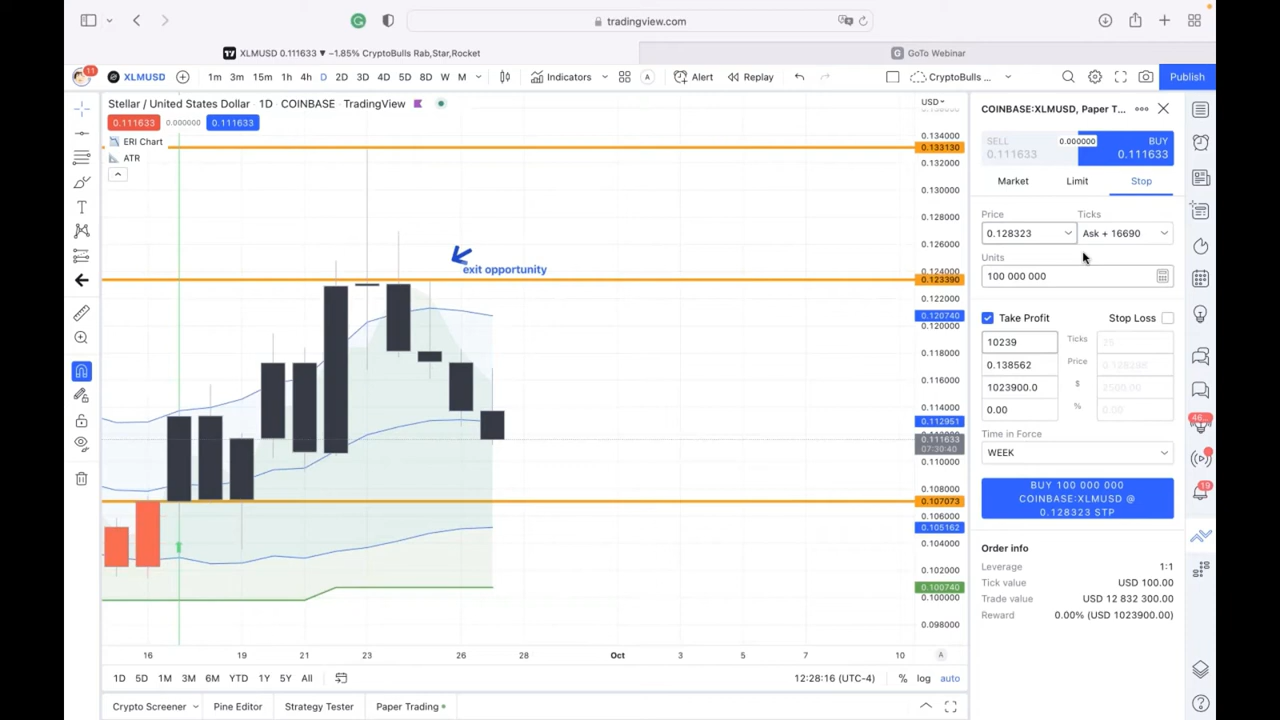 tradingview.com
XLMUSD 0.111633 ▼ −1.85% CryptoBulls Rab,Star,Rocket
GoTo Webinar
11
XLMUSD
1m 3m 15m 1h 4h D 2D 3D 4D 5D 8D W M
Indicators
A
Alert
Replay
CryptoBulls ...
Publish
Stellar / United States Dollar · 1D · COINBASE · TradingView
0.111633 0.000000 0.111633
ERI Chart
ATR
exit opportunity
USD
0.134000
0.133130
0.132000
0.130000
0.128000
0.126000
0.124000
0.123390
0.122000
0.120740
0.120000
0.118000
0.116000
0.114000
0.112951
0.111633
07:30:40
0.110000
0.108000
0.107073
0.106000
0.105162
0.104000
0.102000
0.100740
0.100000
0.098000
16 19 21 23 26 28 Oct 3 5 7 10
A
1D 5D 1M 3M 6M YTD 1Y 5Y All
12:28:16 (UTC-4)
% log auto
Crypto Screener
Pine Editor
Strategy Tester
Paper Trading
COINBASE:XLMUSD, Paper T...
SELL
0.111633
0.000000
BUY
0.111633
Market Limit Stop
Price Ticks
0.128323 Ask + 16690
Units
100 000 000
Take Profit Stop Loss
10239 Ticks 25
0.138562 Price 0.128298
1023900.0 $ 2500.00
0.00 % 0.00
Time in Force
WEEK
BUY 100 000 000
COINBASE:XLMUSD @
0.128323 STP
Order info
Leverage 1:1
Tick value USD 100.00
Trade value USD 12 832 300.00
Reward 0.00% (USD 1023900.00)
19